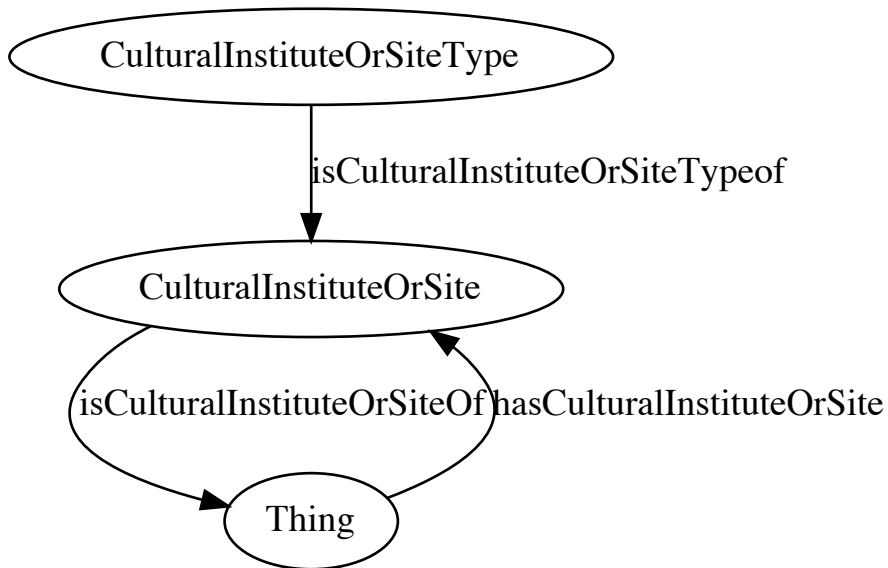 CulturalInstituteOrSiteType
isCulturalInstituteOrSiteTypeof
CulturalInstituteOrSite
isCulturalInstituteOrSiteOf
hasCulturalInstituteOrSite
Thing